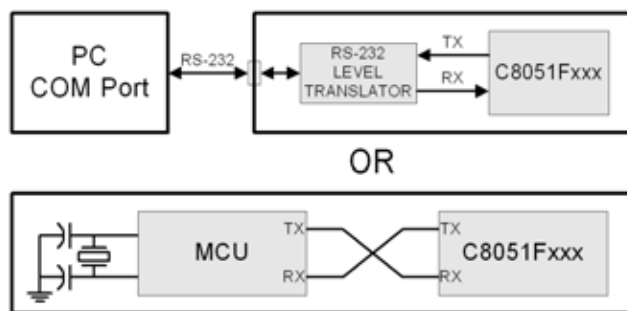 PC
COM Port
RS-232
RS-232
LEVEL
TRANSLATOR
TX
RX
C8051Fxxx
OR
MCU
TX
RX
TX
RX
C8051Fxxx